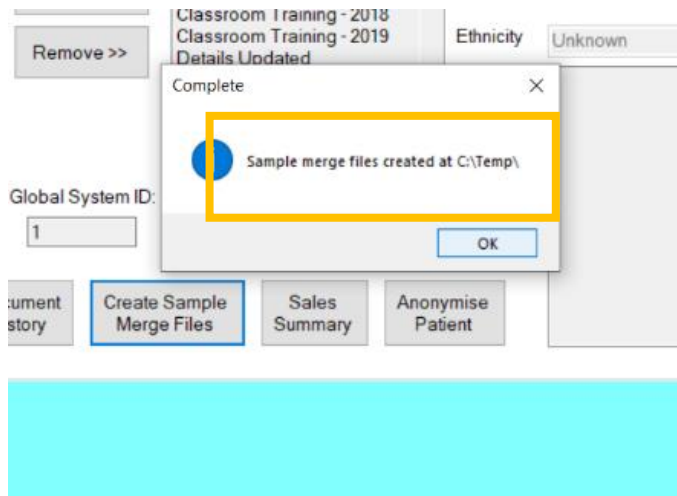 Classroom Training - 2018
Classroom Training - 2019
Details Updated
Remove >>
Ethnicity
Unknown
Complete
Sample merge files created at C:\Temp\
OK
Global System ID:
1
cument
story
Create Sample
Merge Files
Sales
Summary
Anonymise
Patient